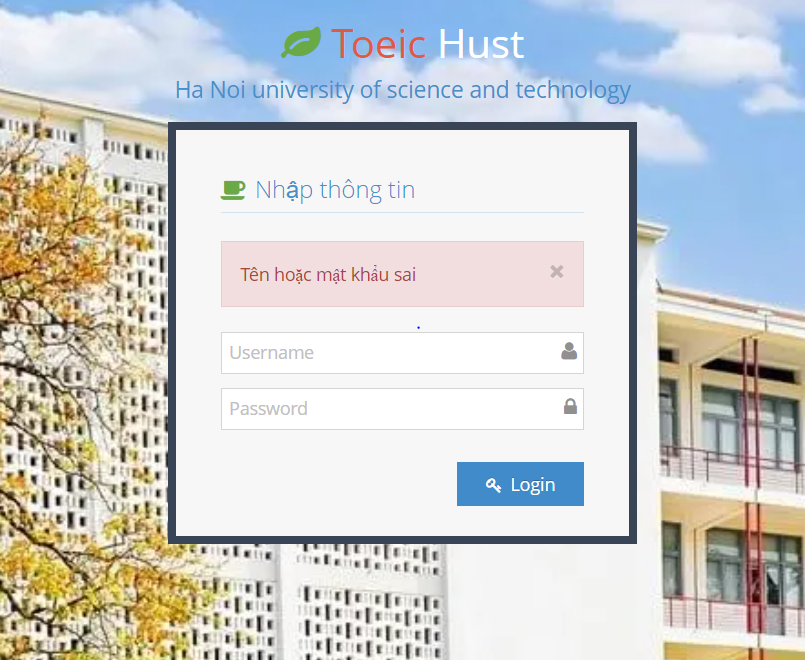 Toeic Hust
Ha Noi university of science and technology
Nhập thông tin
Tên hoặc mật khẩu sai
Username
Password
Login